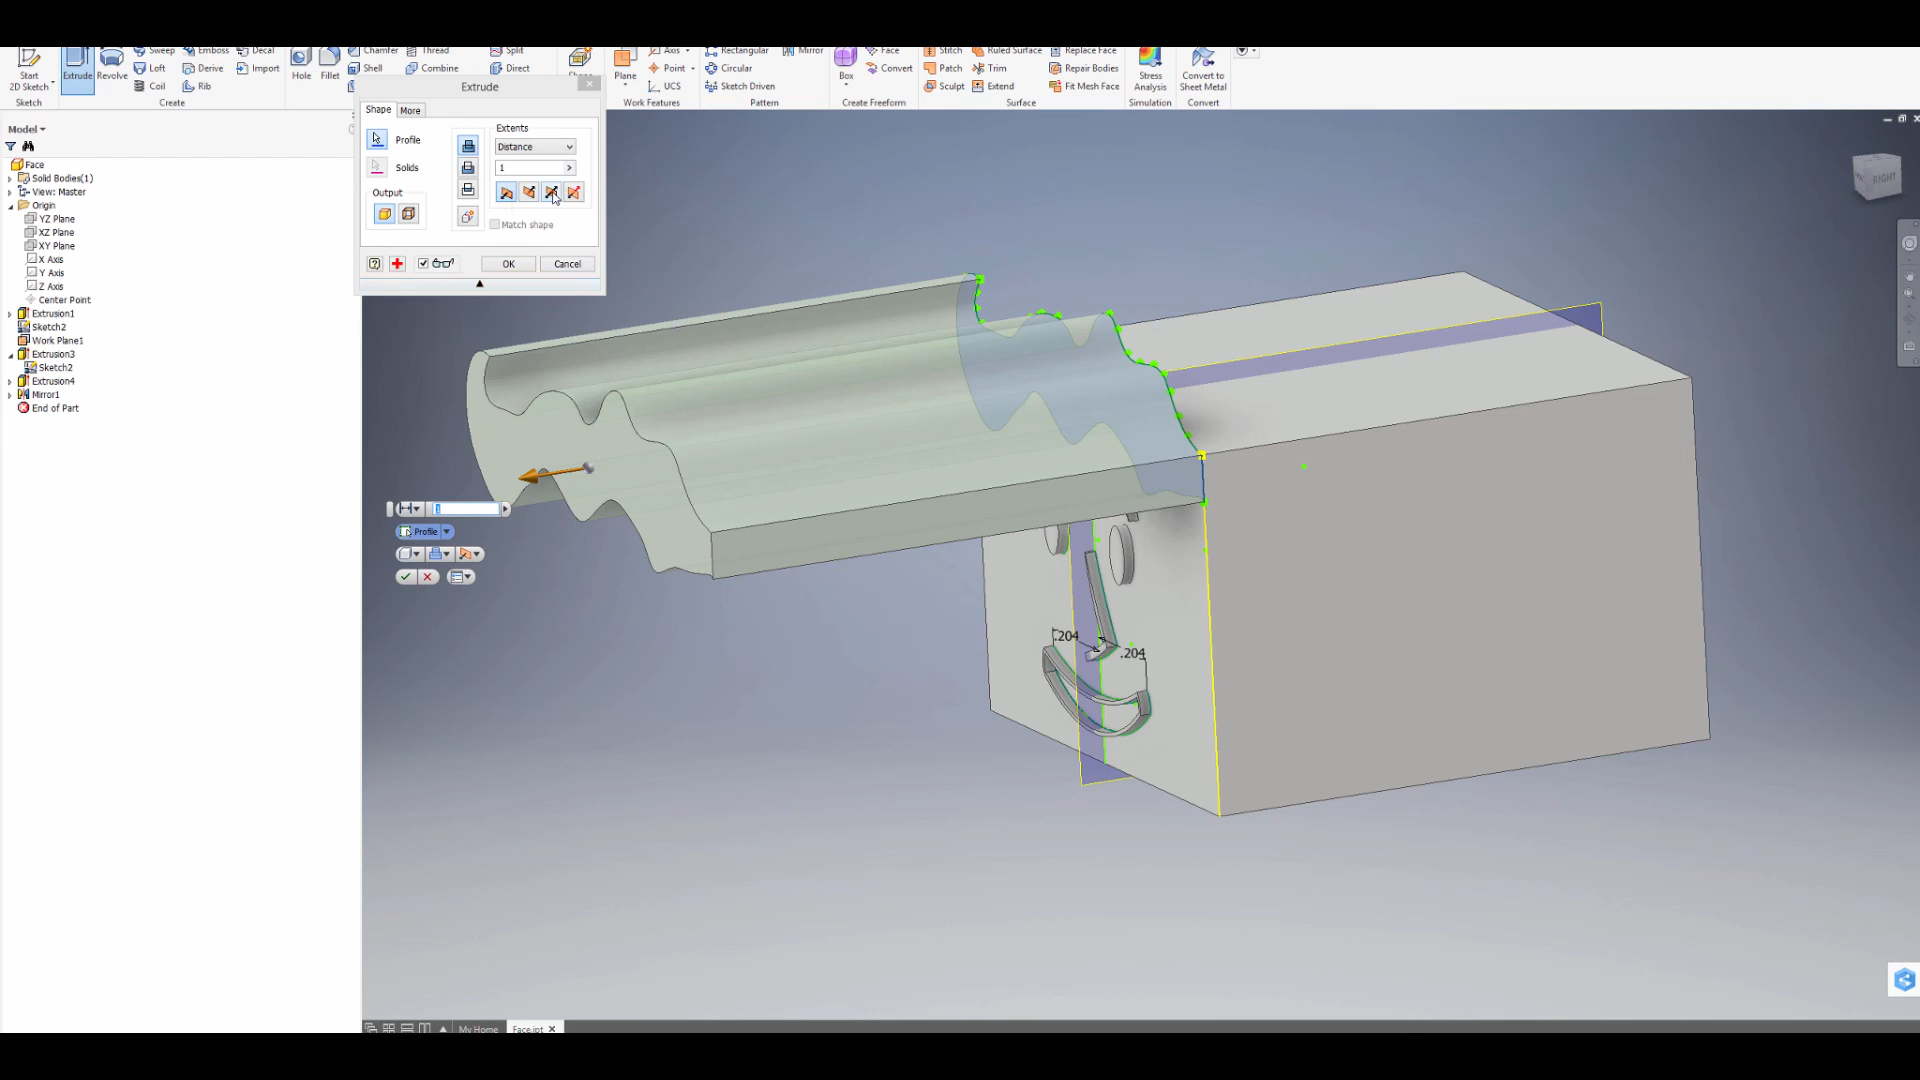 Sweep Emboss Decal Chamfer Thread Split Axis Rectangular Mirror Face Stitch Ruled Surface Replace Face
Start 2D Sketch Extrude Revolve Loft Derive Import Hole Fillet Shell Combine Direct Plane Point Circular Box Convert Patch Trim Repair Bodies Stress Analysis Convert to Sheet Metal
Coil Rib UCS Sketch Driven Sculpt Extend Fit Mesh Face
Sketch Create Work Features Pattern Create Freeform Surface Simulation Convert
Extrude
Shape More
Extents
Profile
Distance
Solids
1
Output
Match shape
OK Cancel
Model
Face
Solid Bodies(1)
View: Master
Origin
YZ Plane
XZ Plane
XY Plane
X Axis
Y Axis
Z Axis
Center Point
Extrusion1
Sketch2
Work Plane1
Extrusion3
Sketch2
Extrusion4
Mirror1
End of Part
RIGHT
1
Profile
.204
.204
My Home Face.ipt